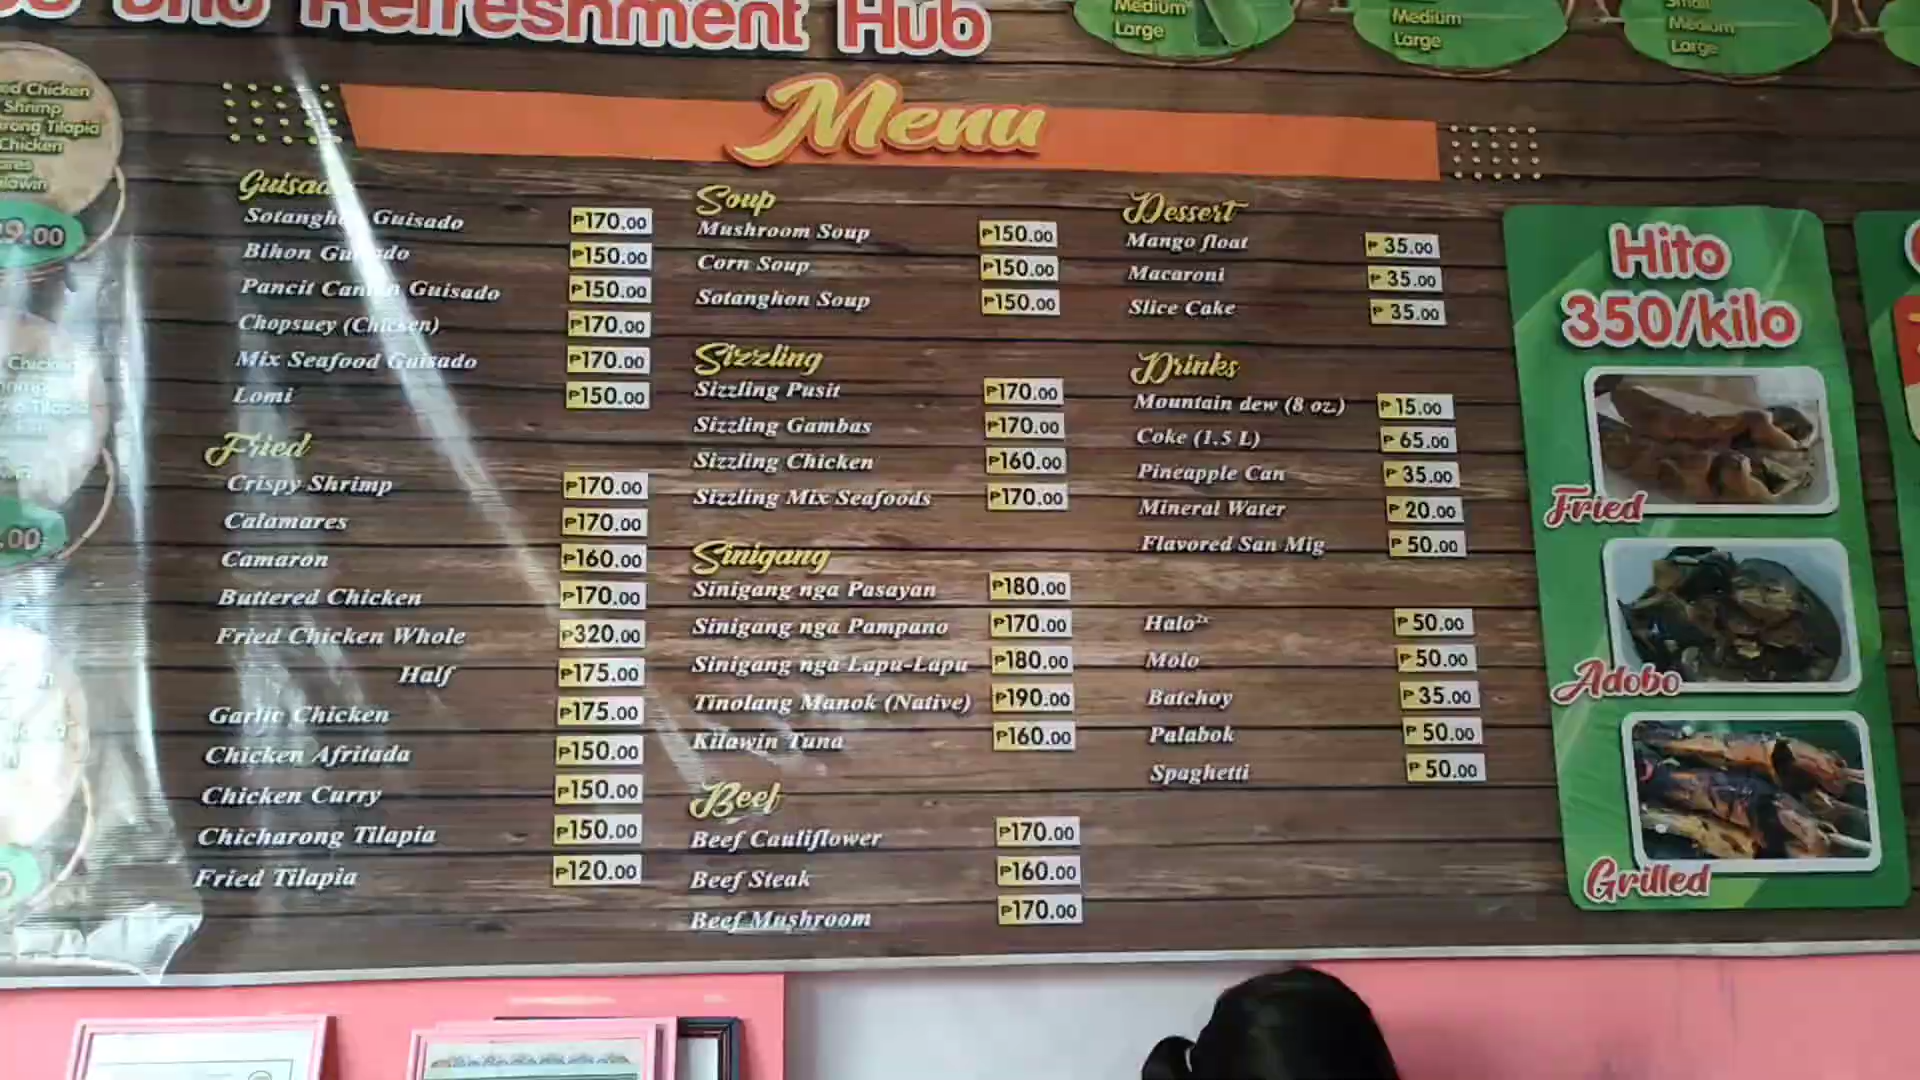 Refreshment Hub
Medium
Large
Medium
Large
Small
Medium
Large
Chicken
Shrimp
Tilapia
Chicken
.00
Chicken
.00
Menu
Guisado
Sotanghon Guisado ₱170.00
Bihon Guisado ₱150.00
Pancit Canton Guisado ₱150.00
Chopsuey (Chicken) ₱170.00
Mix Seafood Guisado ₱170.00
Lomi ₱150.00
Fried
Crispy Shrimp ₱170.00
Calamares ₱170.00
Camaron ₱160.00
Buttered Chicken ₱170.00
Fried Chicken Whole ₱320.00
Half ₱175.00
Garlic Chicken ₱175.00
Chicken Afritada ₱150.00
Chicken Curry ₱150.00
Chicharong Tilapia ₱150.00
Fried Tilapia ₱120.00
Soup
Mushroom Soup ₱150.00
Corn Soup ₱150.00
Sotanghon Soup ₱150.00
Sizzling
Sizzling Pusit ₱170.00
Sizzling Gambas ₱170.00
Sizzling Chicken ₱160.00
Sizzling Mix Seafoods ₱170.00
Sinigang
Sinigang nga Pasayan ₱180.00
Sinigang nga Pampano ₱170.00
Sinigang nga Lapu-Lapu ₱180.00
Tinolang Manok (Native) ₱190.00
Kilawin Tuna ₱160.00
Beef
Beef Cauliflower ₱170.00
Beef Steak ₱160.00
Beef Mushroom ₱170.00
Dessert
Mango float ₱ 35.00
Macaroni ₱ 35.00
Slice Cake ₱ 35.00
Drinks
Mountain dew (8 oz.) ₱ 15.00
Coke (1.5 L) ₱ 65.00
Pineapple Can ₱ 35.00
Mineral Water ₱ 20.00
Flavored San Mig ₱ 50.00
Halo²ˣ ₱ 50.00
Molo ₱ 50.00
Batchoy ₱ 35.00
Palabok ₱ 50.00
Spaghetti ₱ 50.00
Hito
350/kilo
Fried
Adobo
Grilled